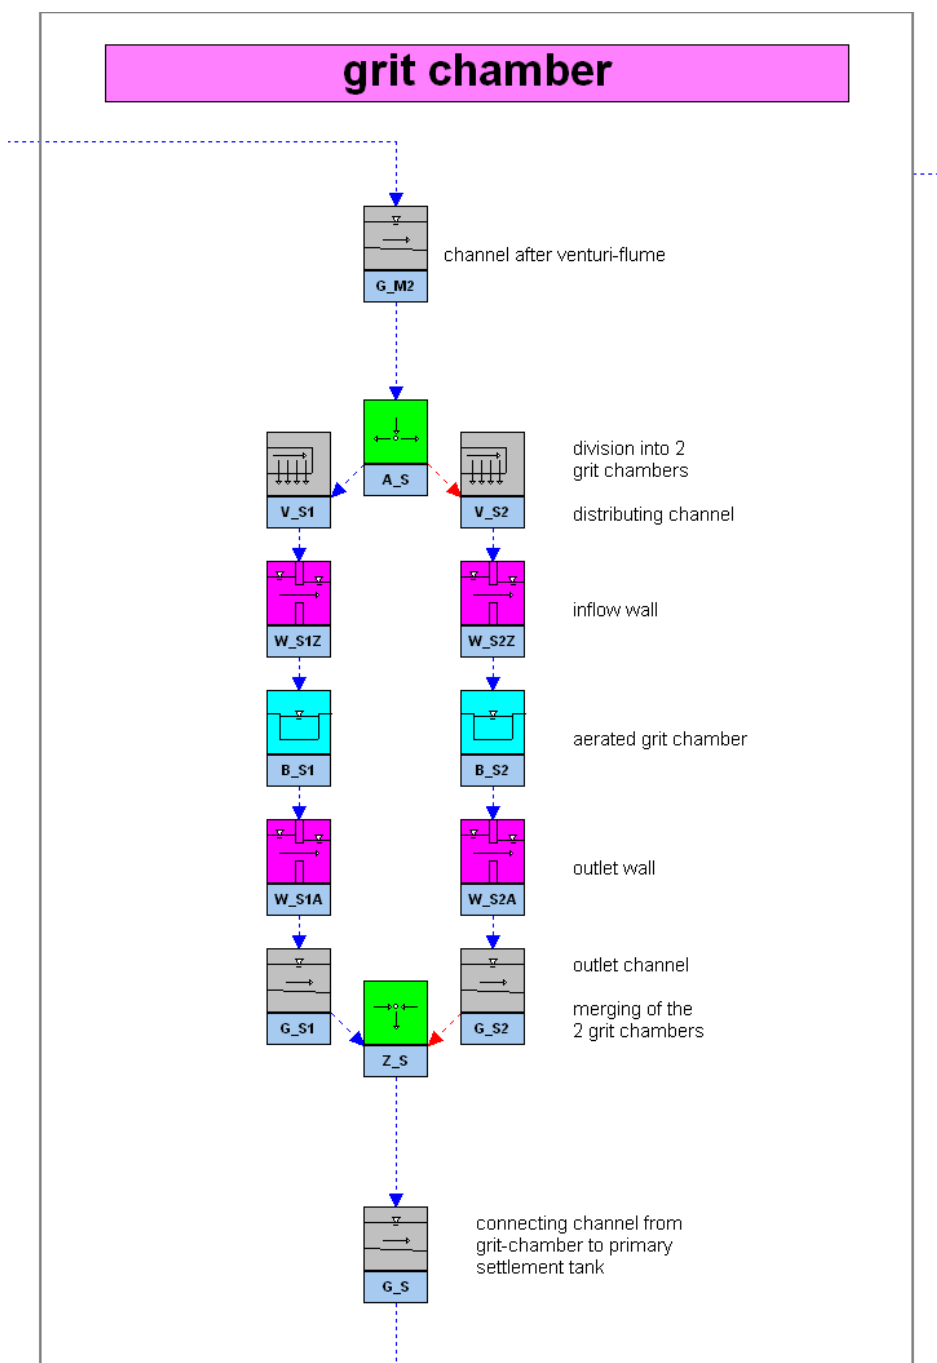 grit chamber
channel after venturi-flume
G_M2
division into 2
grit chambers
A_S
V_S1
V_S2
distributing channel
inflow wall
W_S1Z
W_S2Z
aerated grit chamber
B_S1
B_S2
outlet wall
W_S1A
W_S2A
outlet channel
merging of the
2 grit chambers
G_S1
G_S2
Z_S
connecting channel from
grit-chamber to primary
settlement tank
G_S